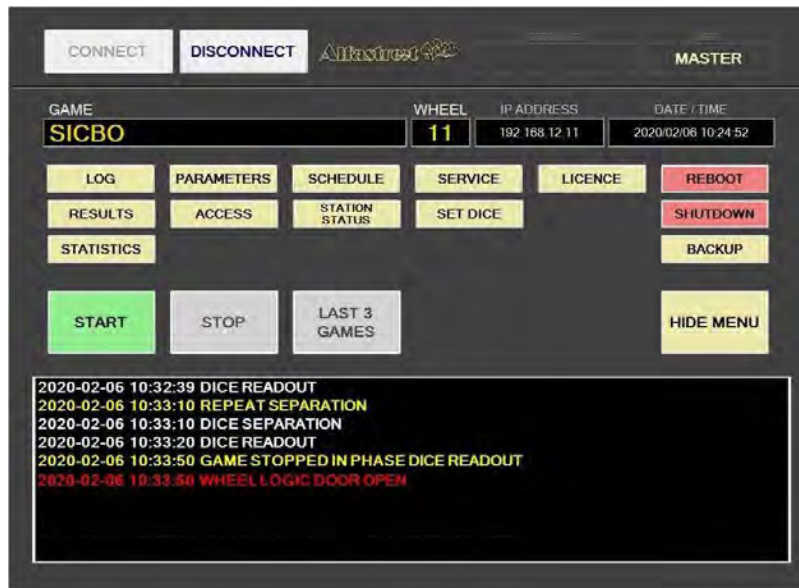 CONNECT
DISCONNECT
Alfastreet
MASTER
GAME
WHEEL
IP ADDRESS
DATE / TIME
SICBO
11
192.168.12.11
2020/02/06 10:24:52
LOG
PARAMETERS
SCHEDULE
SERVICE
LICENCE
REBOOT
RESULTS
ACCESS
STATION
STATUS
SET DICE
SHUTDOWN
STATISTICS
BACKUP
START
STOP
LAST 3
GAMES
HIDE MENU
2020-02-06 10:32:39 DICE READOUT
2020-02-06 10:33:10 REPEAT SEPARATION
2020-02-06 10:33:10 DICE SEPARATION
2020-02-06 10:33:20 DICE READOUT
2020-02-06 10:33:50 GAME STOPPED IN PHASE DICE READOUT
2020-02-06 10:33:50 WHEEL LOGIC DOOR OPEN